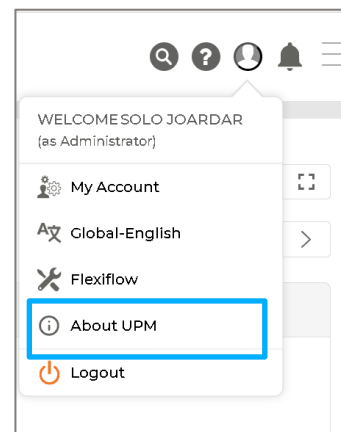 WELCOME SOLO JOARDAR
(as Administrator)
My Account
Global-English
Flexiflow
About UPM
Logout